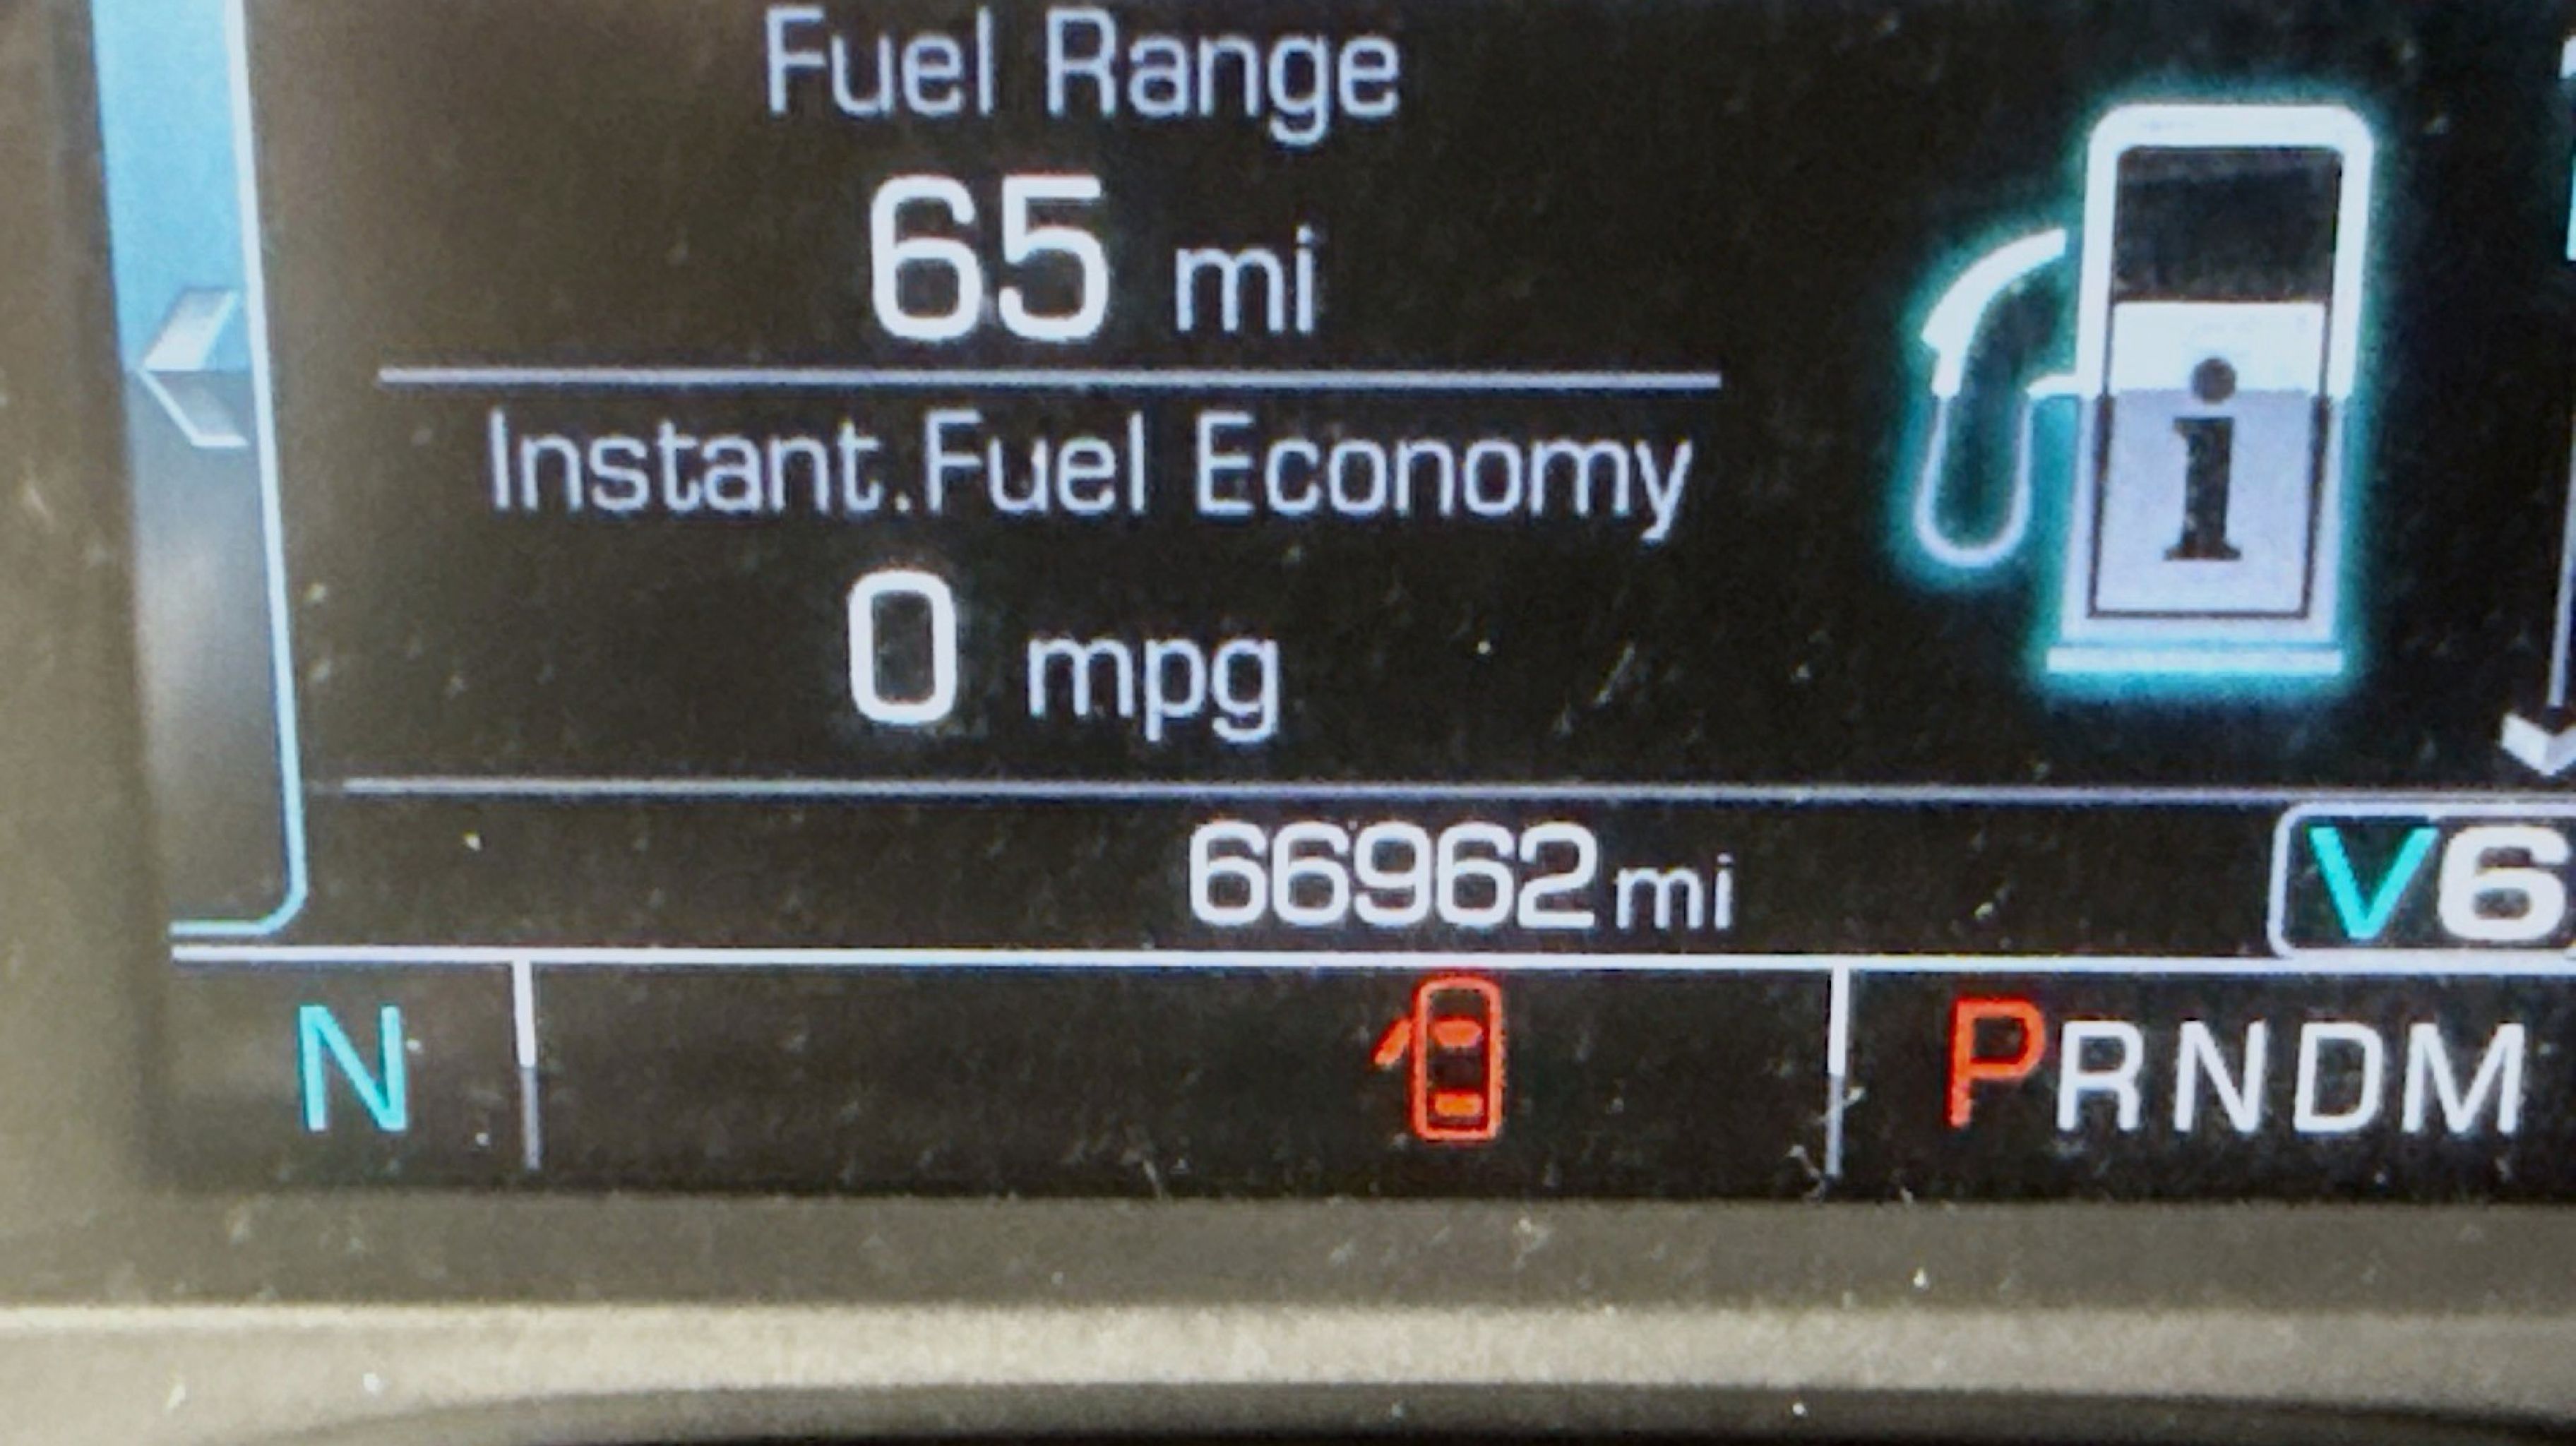 Fuel Range
65 mi
Instant.Fuel Economy
0 mpg
i
66962 mi
V6
N
PRNDM